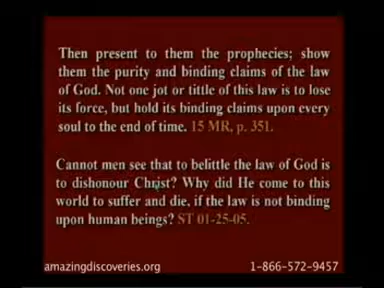 Then present to them the prophecies; show
them the purity and binding claims of the law
of God. Not one jot or tittle of this law is to lose
its force, but hold its binding claims upon every
soul to the end of time. 15 MR, p. 351.
Cannot men see that to belittle the law of God is
to dishonour Christ? Why did He come to this
world to suffer and die, if the law is not binding
upon human beings? ST 01-25-05.
amazingdiscoveries.org
1-866-572-9457